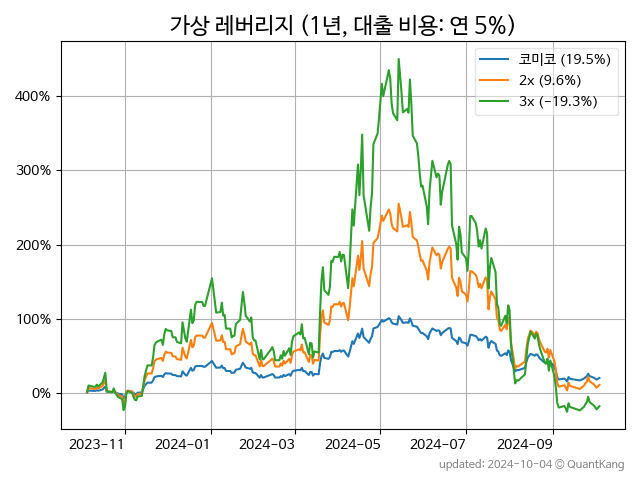 가상 레버리지 (1년, 대출 비용: 연 5%)
코미코 (19.5%)
2x (9.6%)
3x (−19.3%)
400%
300%
200%
100%
0%
2023-11
2024-01
2024-03
2024-05
2024-07
2024-09
updated: 2024-10-04 ⓒ QuantKang